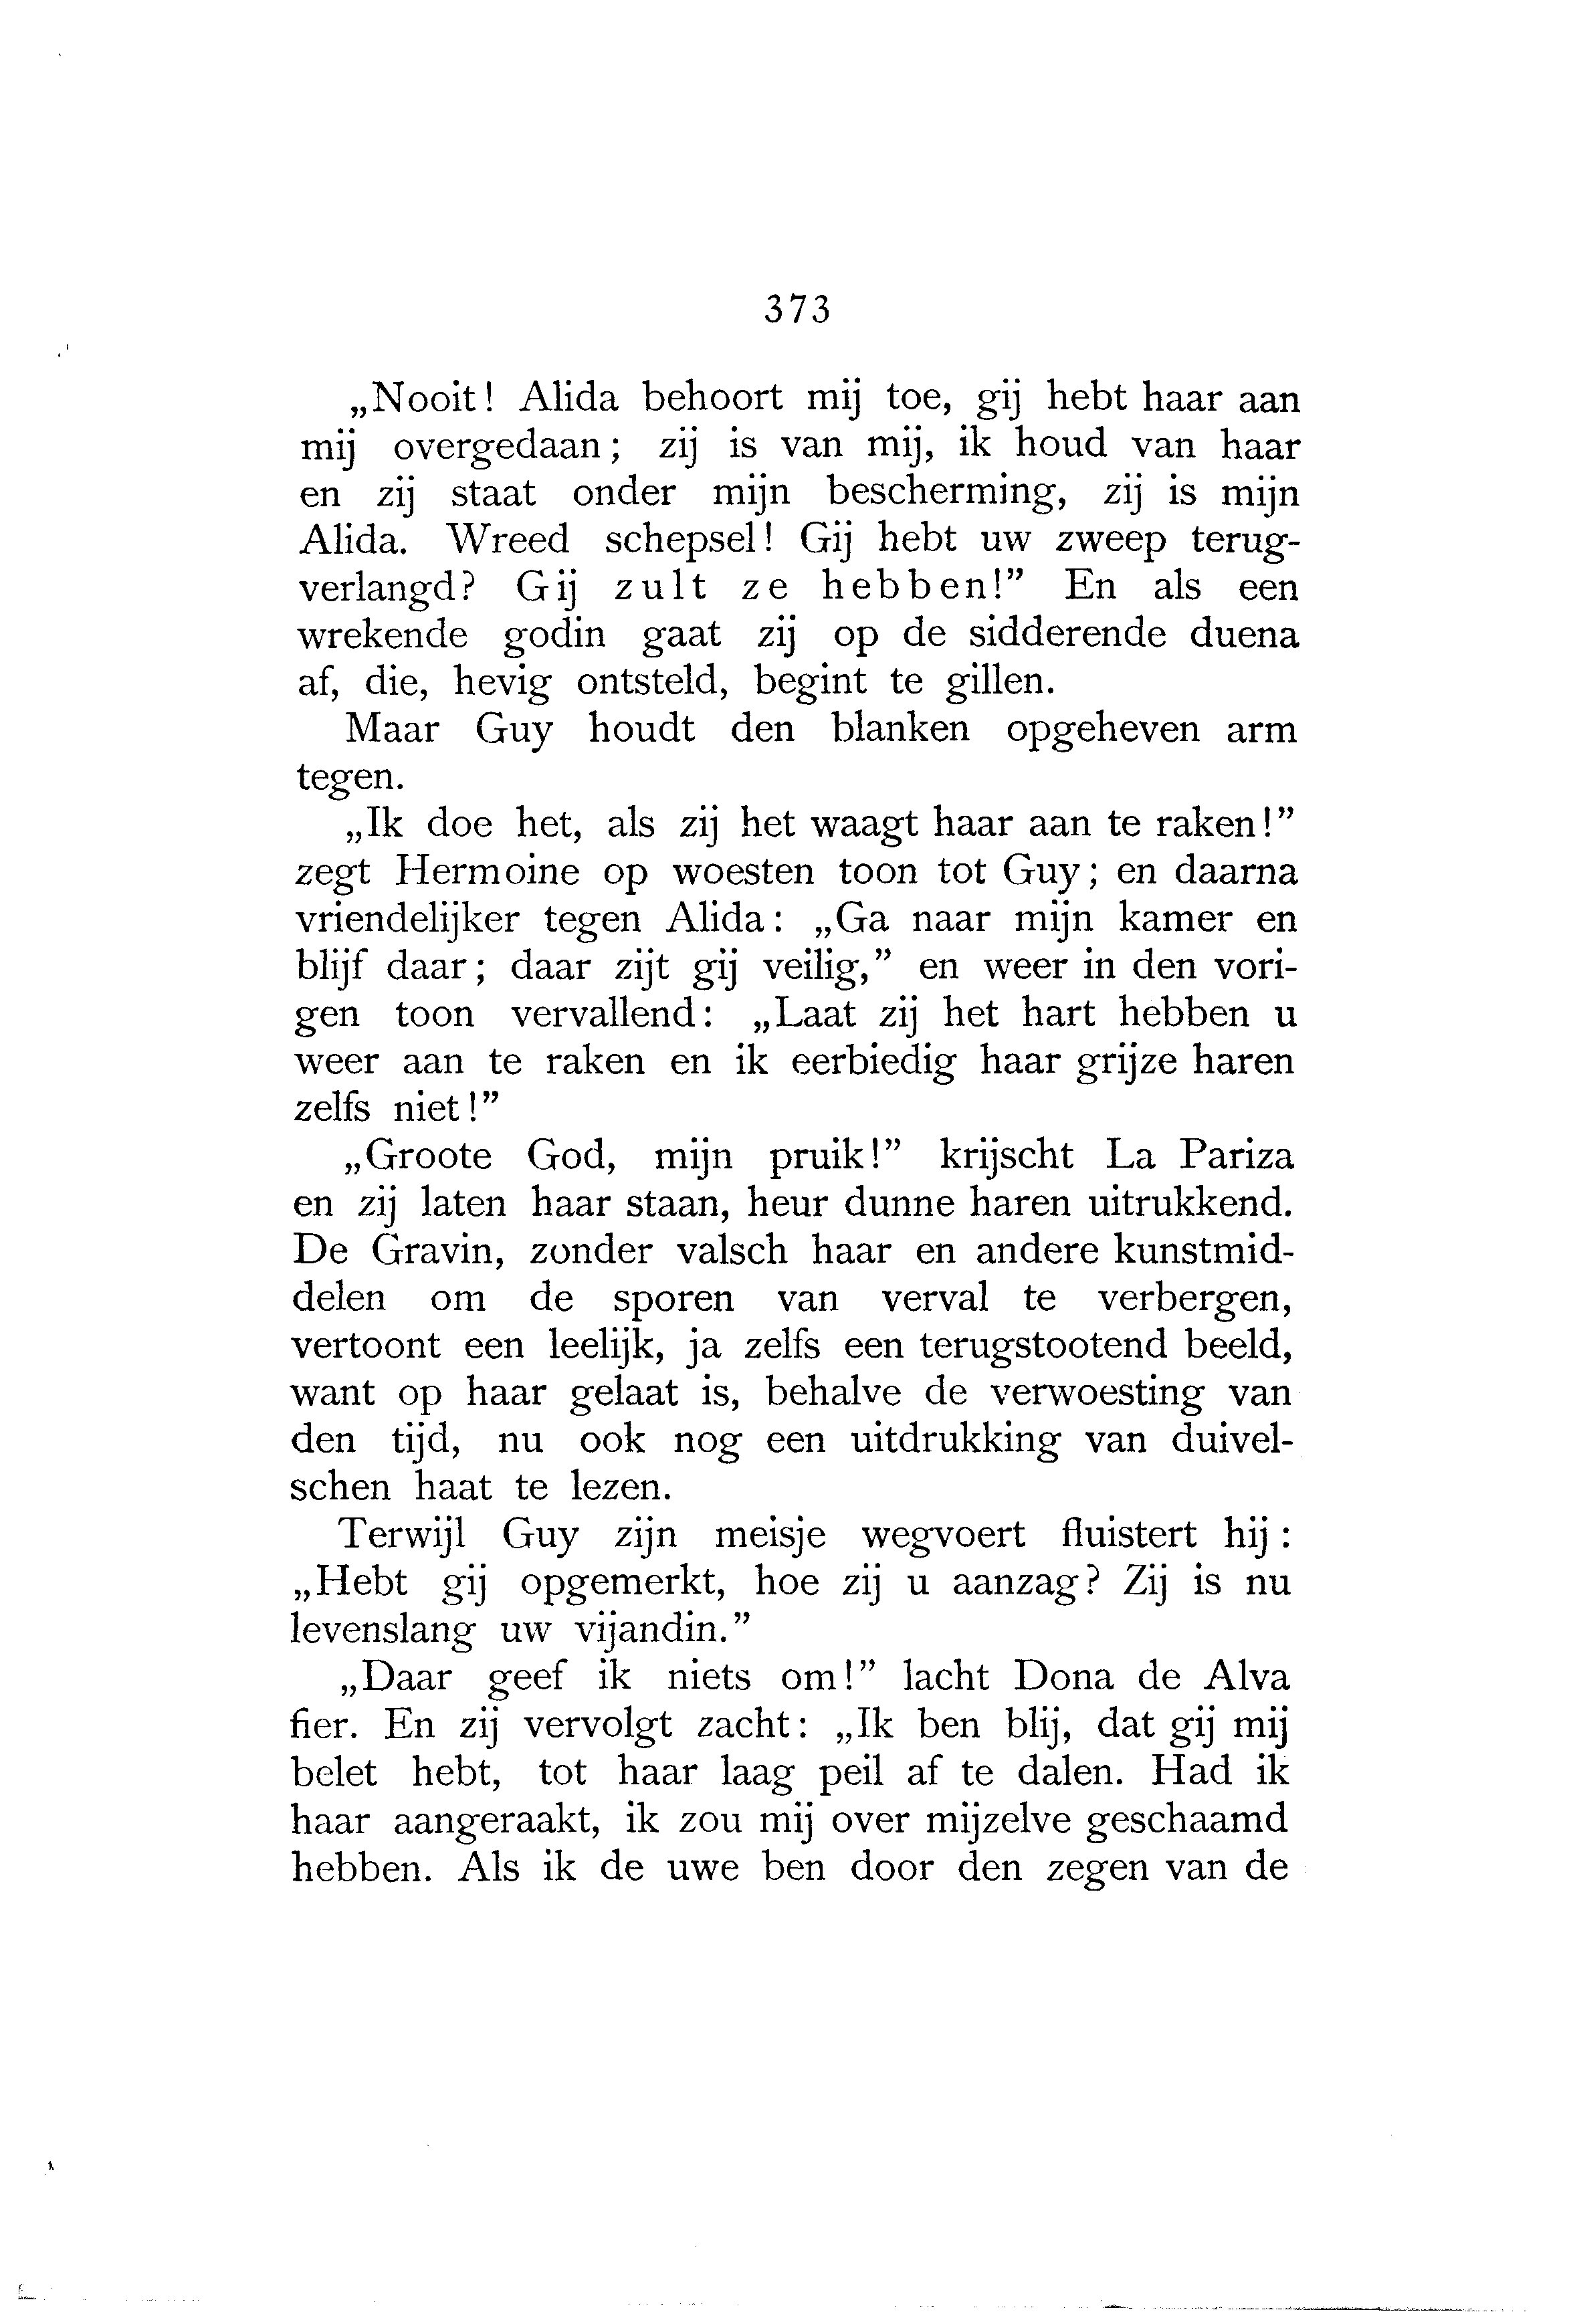 373
„Nooit! Alida behoort mij toe, gij hebt haar aan
mij overgedaan; zij is van mij, ik houd van haar
en zij staat onder mijn bescherming, zij is mijn
Alida. Wreed schepsel! Gij hebt uw zweep terug-
verlangd? Gij zult ze hebben!” En als een
wrekende godin gaat zij op de sidderende duena
af, die, hevig ontsteld, begint te gillen.
Maar Guy houdt den blanken opgeheven arm
tegen.
„Ik doe het, als zij het waagt haar aan te raken!”
zegt Hermoine op woesten toon tot Guy; en daarna
vriendelijker tegen Alida: „Ga naar mijn kamer en
blijf daar; daar zijt gij veilig,” en weer in den vori-
gen toon vervallend: „Laat zij het hart hebben u
weer aan te raken en ik eerbiedig haar grijze haren
zelfs niet!”
„Groote God, mijn pruik!” krijscht La Pariza
en zij laten haar staan, heur dunne haren uitrukkend.
De Gravin, zonder valsch haar en andere kunstmid-
delen om de sporen van verval te verbergen,
vertoont een leelijk, ja zelfs een terugstootend beeld,
want op haar gelaat is, behalve de verwoesting van
den tijd, nu ook nog een uitdrukking van duivel-
schen haat te lezen.
Terwijl Guy zijn meisje wegvoert fluistert hij:
„Hebt gij opgemerkt, hoe zij u aanzag? Zij is nu
levenslang uw vijandin.”
„Daar geef ik niets om!” lacht Dona de Alva
fier. En zij vervolgt zacht: „Ik ben blij, dat gij mij
belet hebt, tot haar laag peil af te dalen. Had ik
haar aangeraakt, ik zou mij over mijzelve geschaamd
hebben. Als ik de uwe ben door den zegen van de